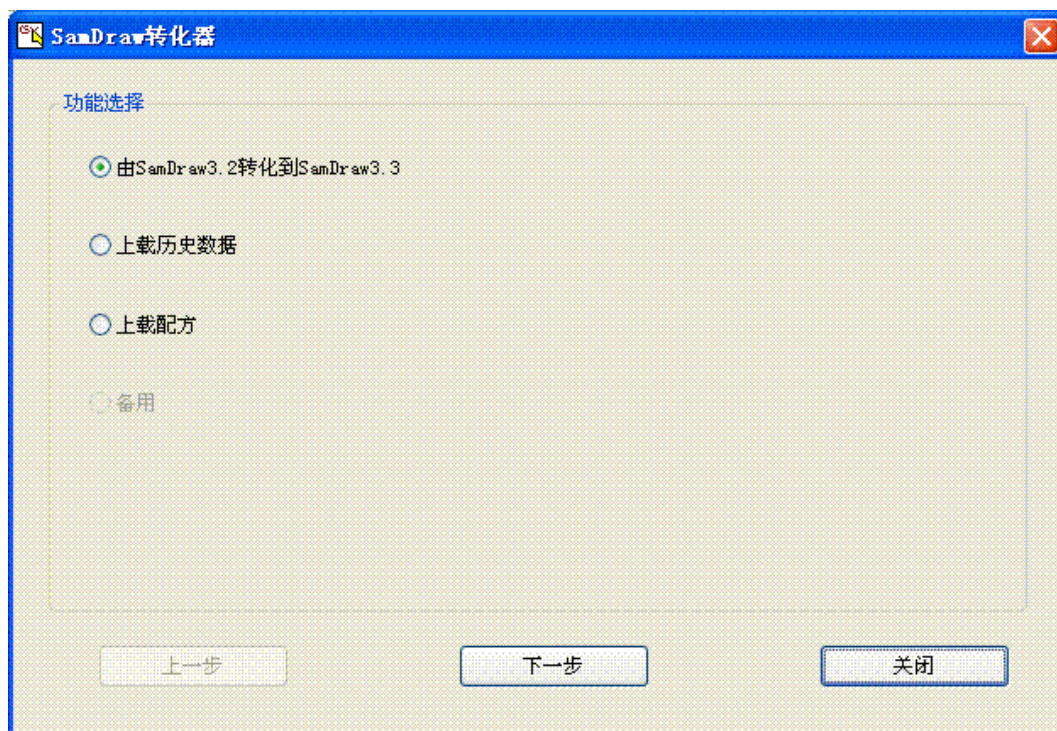 SamDraw转化器
功能选择
由SamDraw3.2转化到SamDraw3.3
上载历史数据
上载配方
备用
上一步 下一步 关闭